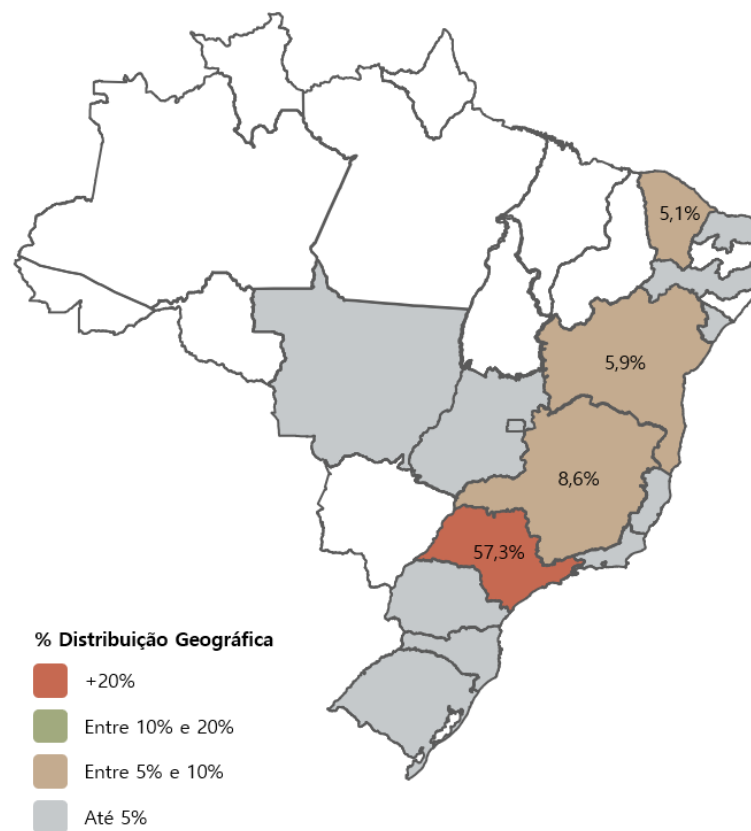 5,1%
5,9%
8,6%
57,3%
% Distribuição Geográfica
+20%
Entre 10% e 20%
Entre 5% e 10%
Até 5%